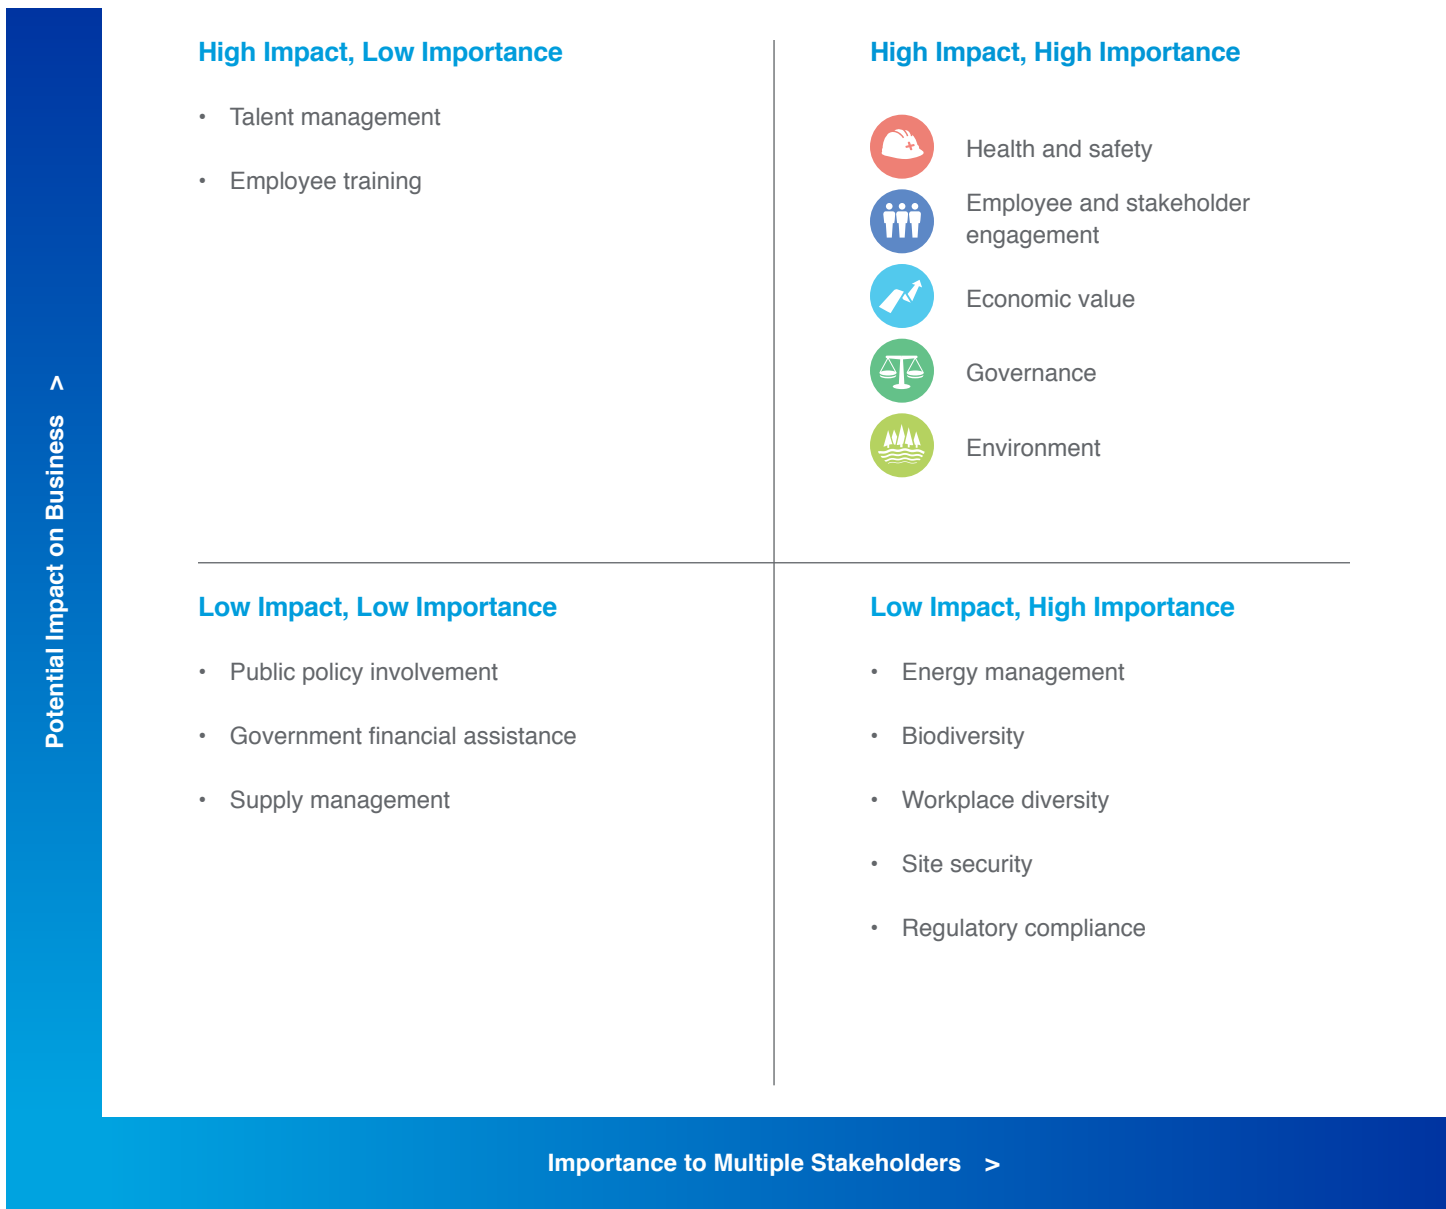 High Impact, Low Importance
• Talent management
• Employee training
High Impact, High Importance
Health and safety
Employee and stakeholder
engagement
Economic value
Governance
Environment
Potential Impact on Business >
Low Impact, Low Importance
• Public policy involvement
• Government financial assistance
• Supply management
Low Impact, High Importance
• Energy management
• Biodiversity
• Workplace diversity
• Site security
• Regulatory compliance
Importance to Multiple Stakeholders >